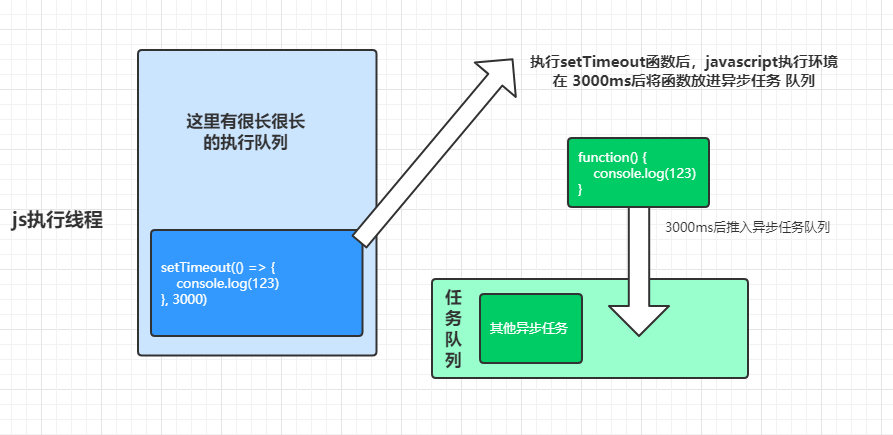 执行setTimeout函数后，javascript执行环境
在 3000ms后将函数放进异步任务 队列
这里有很长很长
的执行队列
function() {
console.log(123)
}
js执行线程
3000ms后推入异步任务队列
setTimeout(() => {
console.log(123)
}, 3000)
任
务
队
列
其他异步任务